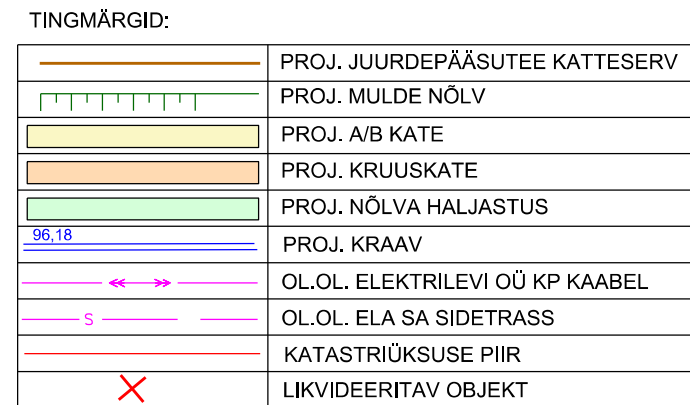 TINGMÄRGID:
PROJ. JUURDEPÄÄSUTEE KATTESERV
PROJ. MULDE NÕLV
PROJ. A/B KATE
PROJ. KRUUSKATE
PROJ. NÕLVA HALJASTUS
96,18 PROJ. KRAAV
OL.OL. ELEKTRILEVI OÜ KP KAABEL
S OL.OL. ELA SA SIDETRASS
KATASTRIÜKSUSE PIIR
LIKVIDEERITAV OBJEKT